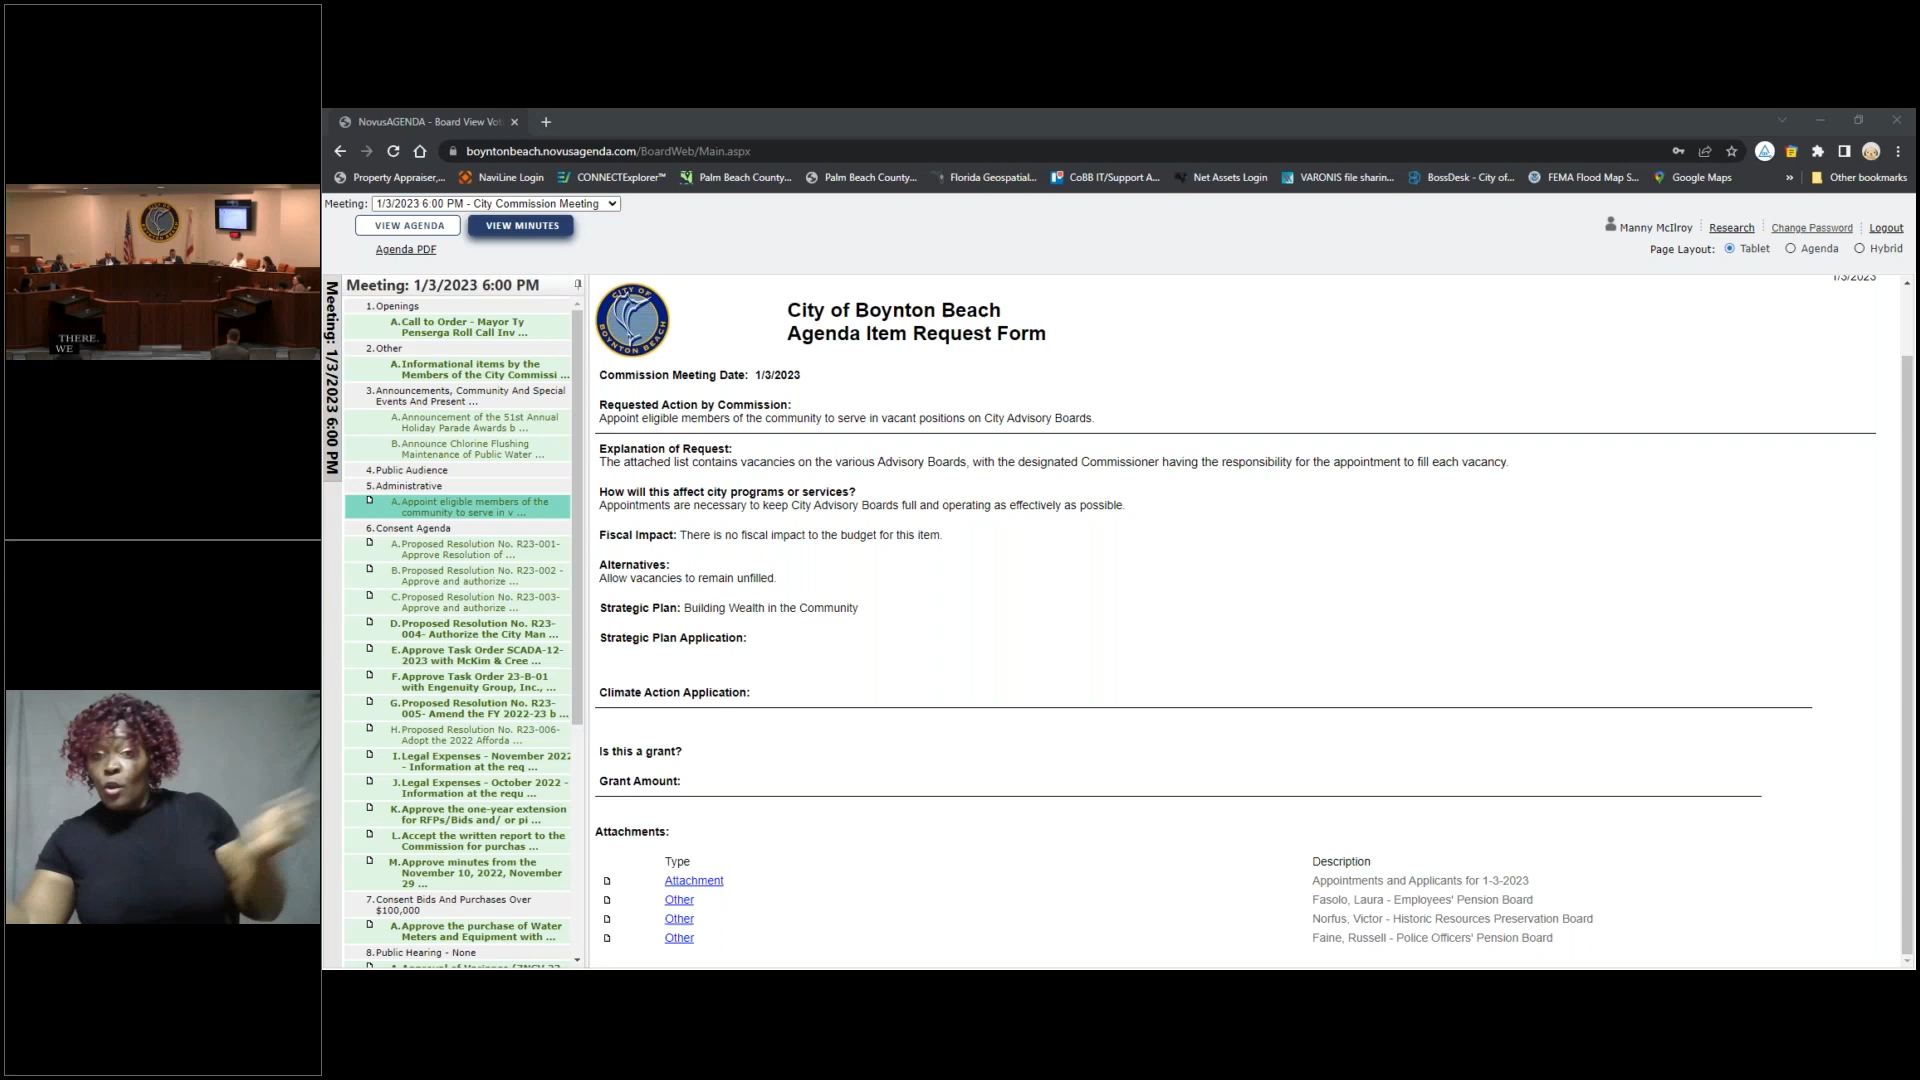 THERE.
WE
NovusAGENDA - Board View Vot
boyntonbeach.novusagenda.com/BoardWeb/Main.aspx
Property Appraiser,...
NaviLine Login
CONNECTExplorer™
Palm Beach County...
Palm Beach County...
Florida Geospatial...
CoBB IT/Support A...
Net Assets Login
VARONIS file sharin...
BossDesk - City of...
FEMA Flood Map S...
Google Maps
»
Other bookmarks
Meeting: 1/3/2023 6:00 PM - City Commission Meeting
VIEW AGENDA
VIEW MINUTES
Agenda PDF
Manny McIlroy
Research
Change Password
Logout
Page Layout: Tablet Agenda Hybrid
Meeting: 1/3/2023 6:00 PM
Meeting: 1/3/2023 6:00 PM
1.Openings
A.Call to Order - Mayor Ty
Penserga Roll Call Inv ...
2.Other
A.Informational items by the
Members of the City Commissi ...
3.Announcements, Community And Special
Events And Present ...
A.Announcement of the 51st Annual
Holiday Parade Awards b ...
B.Announce Chlorine Flushing
Maintenance of Public Water ...
4.Public Audience
5.Administrative
A.Appoint eligible members of the
community to serve in v ...
6.Consent Agenda
A.Proposed Resolution No. R23-001-
Approve Resolution of ...
B.Proposed Resolution No. R23-002 -
Approve and authorize ...
C.Proposed Resolution No. R23-003-
Approve and authorize ...
D.Proposed Resolution No. R23-
004- Authorize the City Man ...
E.Approve Task Order SCADA-12-
2023 with McKim & Cree ...
F.Approve Task Order 23-B-01
with Engenuity Group, Inc., ...
G.Proposed Resolution No. R23-
005- Amend the FY 2022-23 b ...
H.Proposed Resolution No. R23-006-
Adopt the 2022 Afforda ...
I.Legal Expenses - November 2022
- Information at the req ...
J.Legal Expenses - October 2022 -
Information at the requ ...
K.Approve the one-year extension
for RFPs/Bids and/ or pi ...
L.Accept the written report to the
Commission for purchas ...
M.Approve minutes from the
November 10, 2022, November
29 ...
7.Consent Bids And Purchases Over
$100,000
A.Approve the purchase of Water
Meters and Equipment with ...
8.Public Hearing - None
1/3/2023
CITY OF
BOYNTON BEACH
City of Boynton Beach
Agenda Item Request Form
Commission Meeting Date: 1/3/2023
Requested Action by Commission:
Appoint eligible members of the community to serve in vacant positions on City Advisory Boards.
Explanation of Request:
The attached list contains vacancies on the various Advisory Boards, with the designated Commissioner having the responsibility for the appointment to fill each vacancy.
How will this affect city programs or services?
Appointments are necessary to keep City Advisory Boards full and operating as effectively as possible.
Fiscal Impact: There is no fiscal impact to the budget for this item.
Alternatives:
Allow vacancies to remain unfilled.
Strategic Plan: Building Wealth in the Community
Strategic Plan Application:
Climate Action Application:
Is this a grant?
Grant Amount:
Attachments:
Type Description
Attachment Appointments and Applicants for 1-3-2023
Other Fasolo, Laura - Employees' Pension Board
Other Norfus, Victor - Historic Resources Preservation Board
Other Faine, Russell - Police Officers' Pension Board